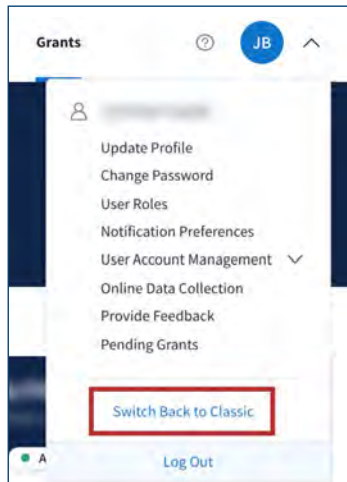 Grants
JB
Update Profile
Change Password
User Roles
Notification Preferences
User Account Management
Online Data Collection
Provide Feedback
Pending Grants
Switch Back to Classic
A
Log Out